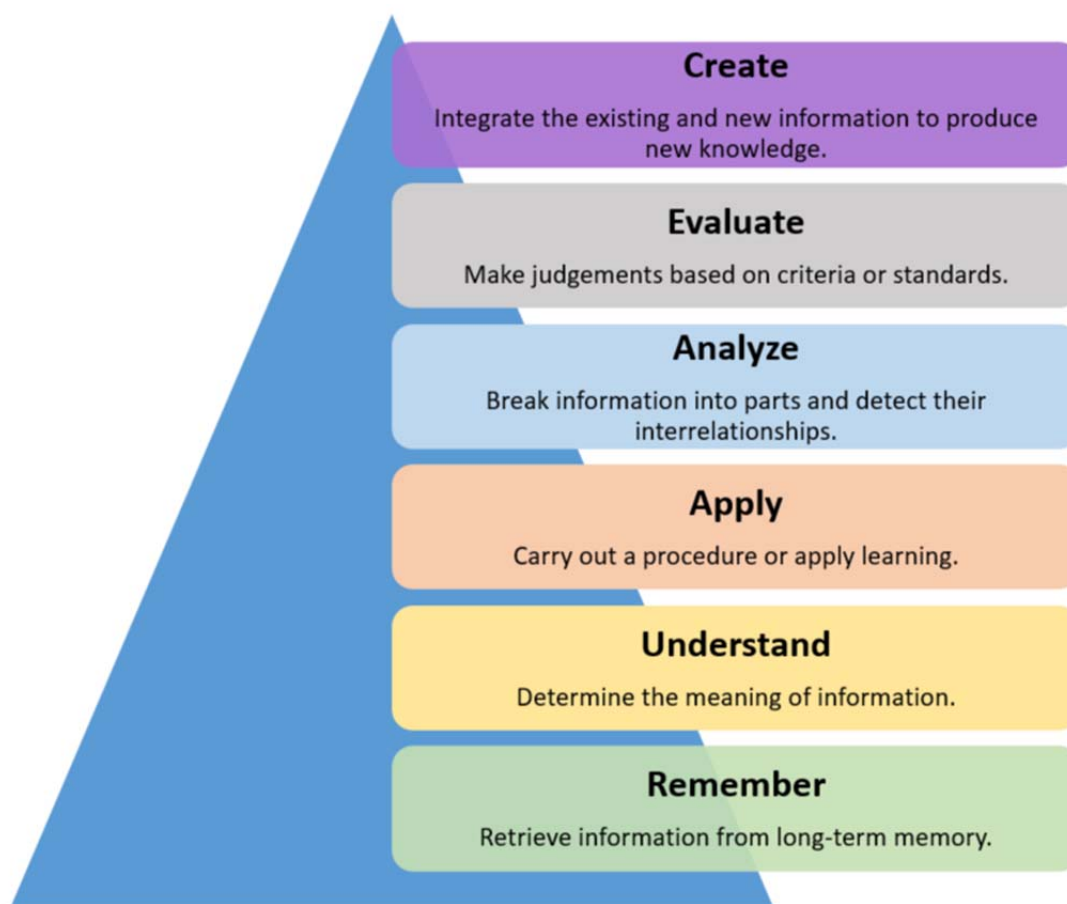 Create
Integrate the existing and new information to produce
new knowledge.
Evaluate
Make judgements based on criteria or standards.
Analyze
Break information into parts and detect their
interrelationships.
Apply
Carry out a procedure or apply learning.
Understand
Determine the meaning of information.
Remember
Retrieve information from long-term memory.